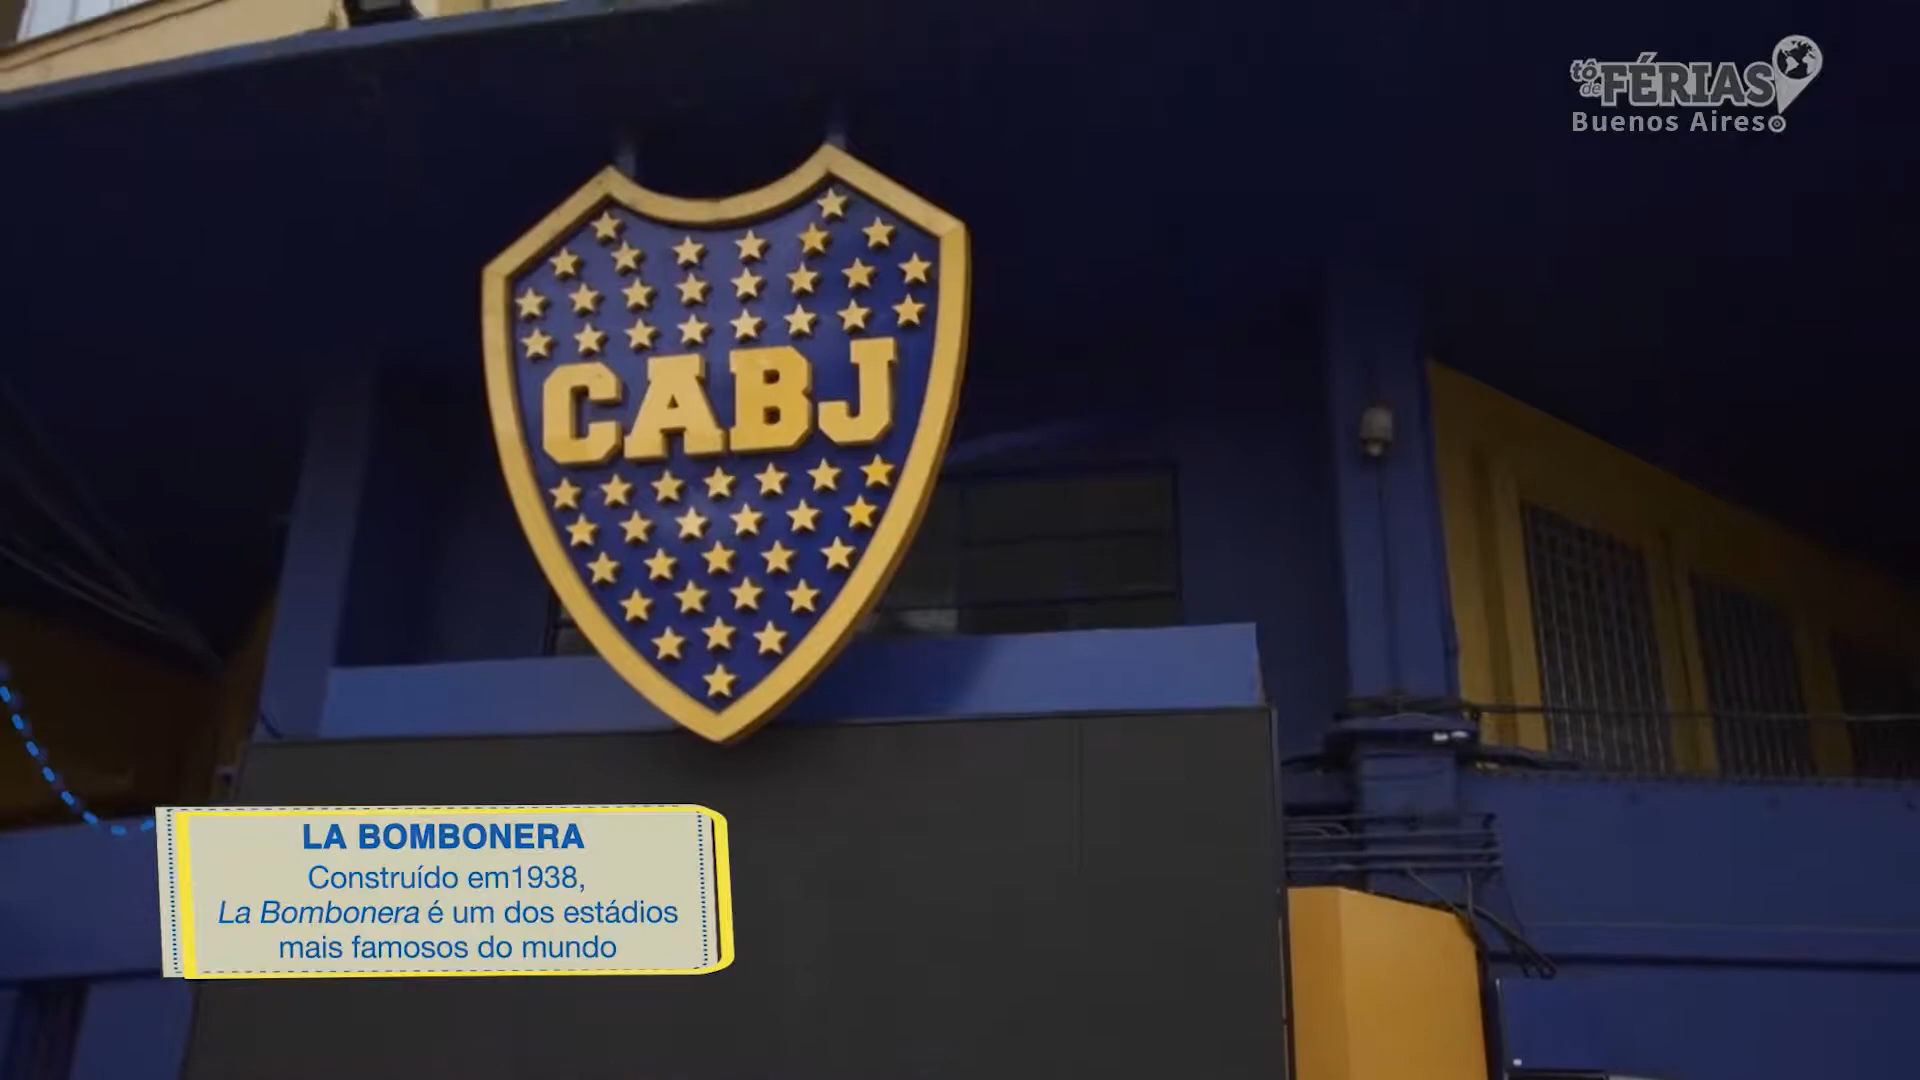 tô de FÉRIAS
Buenos Aires
CABJ
LA BOMBONERA
Construído em1938,
La Bombonera é um dos estádios
mais famosos do mundo